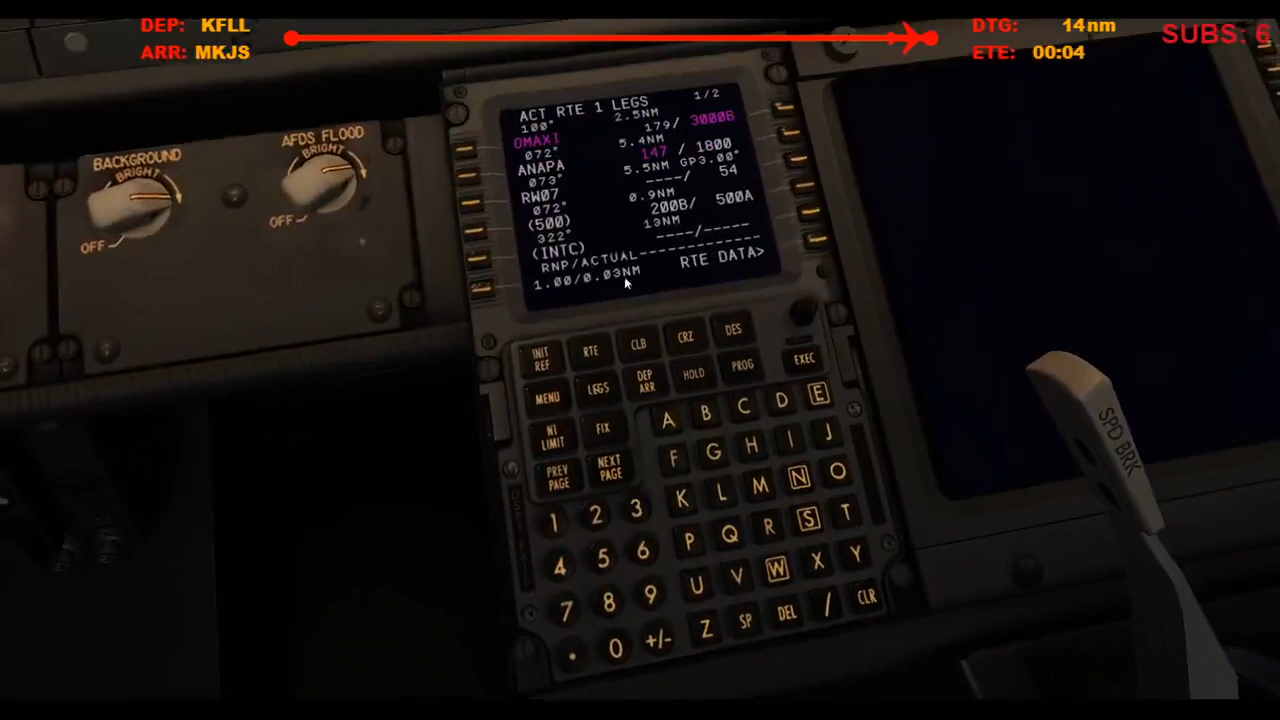 DEP: KFLL
ARR: MKJS
DTG: 14nm
ETE: 00:04
SUBS: 6
BACKGROUND
BRIGHT
OFF
AFDS FLOOD
BRIGHT
OFF
ACT RTE 1 LEGS 1/2
100° 2.5NM
OMAXI 179/ 3000B
072° 5.4NM
ANAPA 147 / 1800
073° 5.5NM GP3.00°
RW07 ----/ 54
072° 0.9NM
(500) 200B/ 500A
322° 13NM
(INTC) ----/-----
RNP/ACTUAL------------
1.00/0.03NM RTE DATA>
INIT REF RTE CLB CRZ DES
MENU LEGS DEP ARR HOLD PROG EXEC
N1 LIMIT FIX
PREV PAGE NEXT PAGE
A B C D E
F G H I J
K L M N O
P Q R S T
U V W X Y
Z SP DEL / CLR
1 2 3
4 5 6
7 8 9
. 0 +/-
SPD BRK